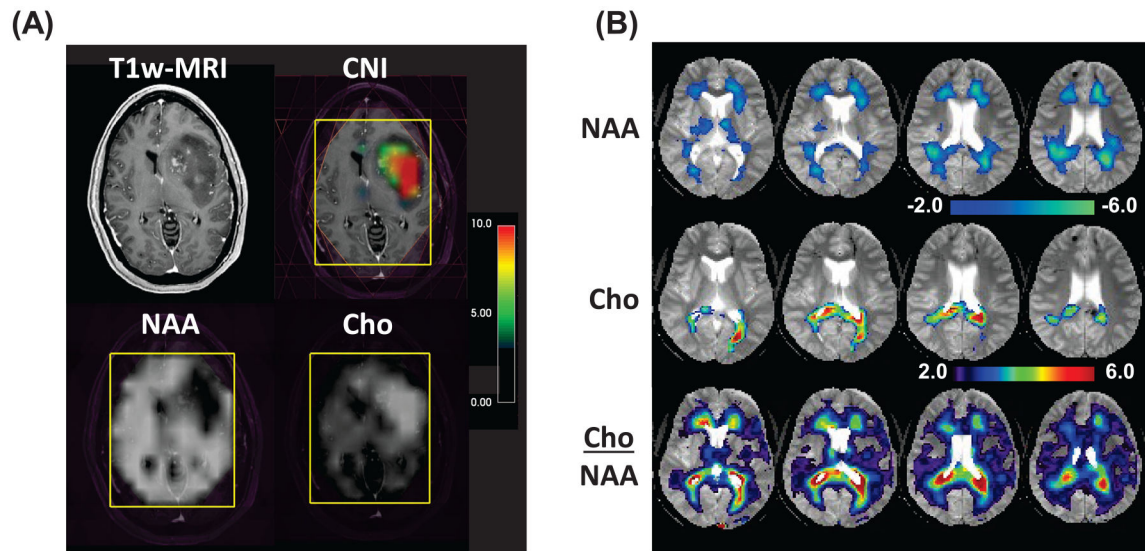 (A)
T1w-MRI
CNI
10.0
5.00
0.00
NAA
Cho
(B)
NAA
-2.0
-6.0
Cho
2.0
6.0
Cho
NAA